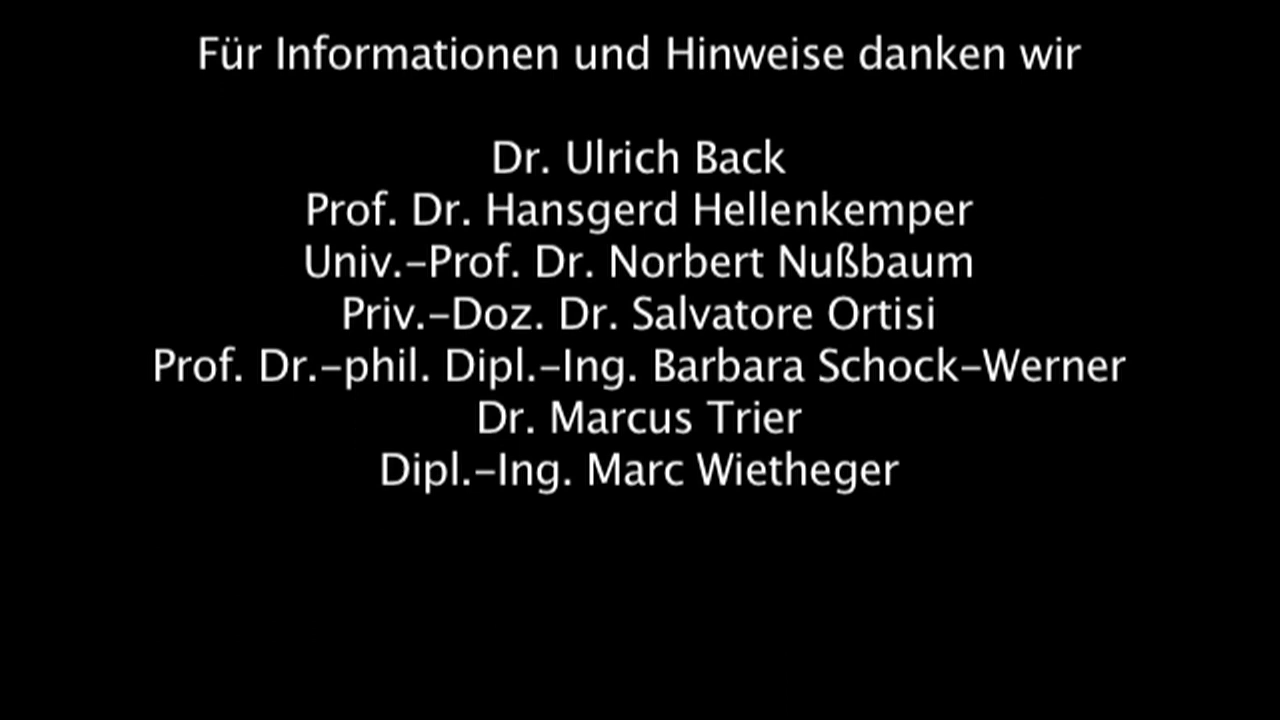 Für Informationen und Hinweise danken wir
Dr. Ulrich Back
Prof. Dr. Hansgerd Hellenkemper
Univ.-Prof. Dr. Norbert Nußbaum
Priv.-Doz. Dr. Salvatore Ortisi
Prof. Dr.-phil. Dipl.-Ing. Barbara Schock-Werner
Dr. Marcus Trier
Dipl.-Ing. Marc Wietheger